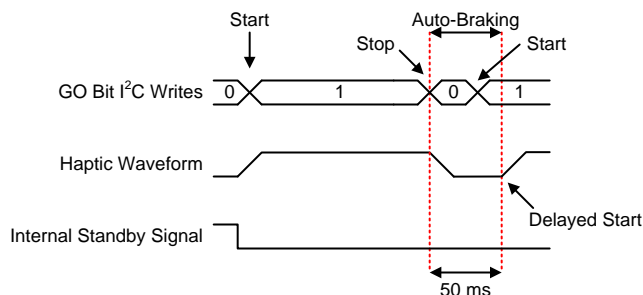 Auto-Braking
Start
Stop
Start
GO Bit I²C Writes
0
1
0
1
Haptic Waveform
Delayed Start
Internal Standby Signal
50 ms